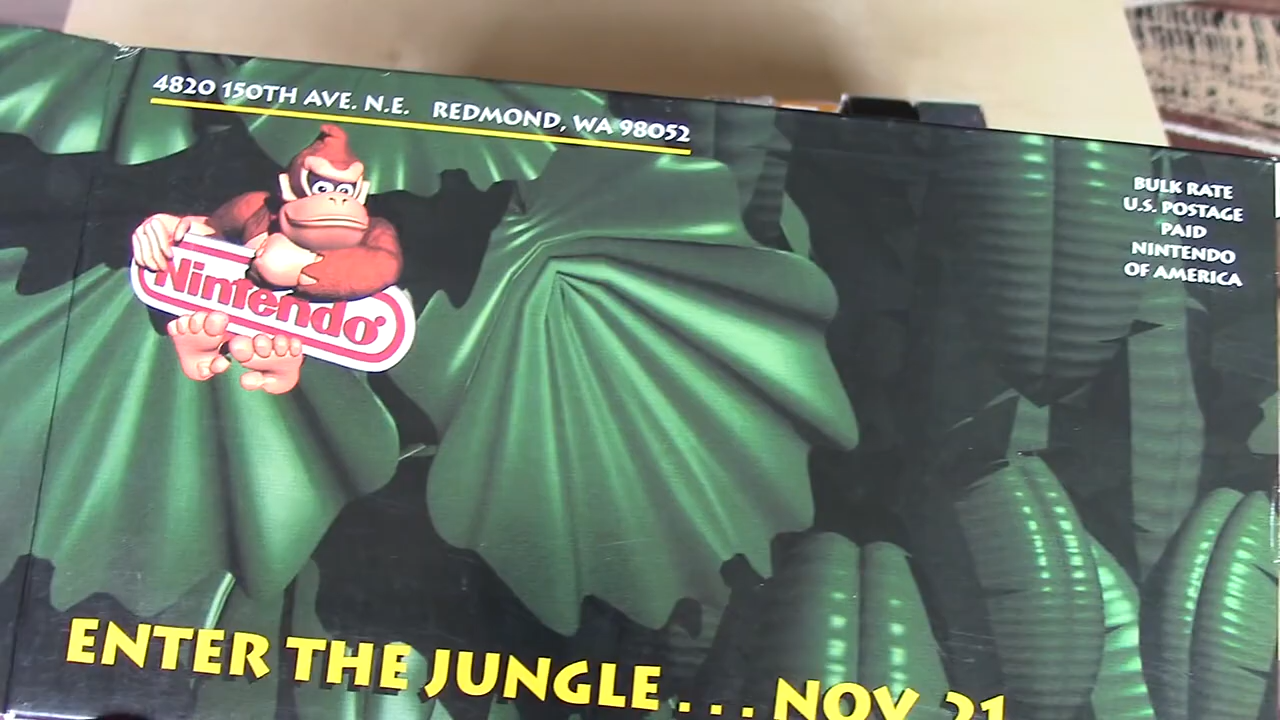 4820 150TH AVE. N.E. REDMOND, WA 98052
BULK RATE
U.S. POSTAGE
PAID
NINTENDO
OF AMERICA
Nintendo®
ENTER THE JUNGLE . . . NOV. 21